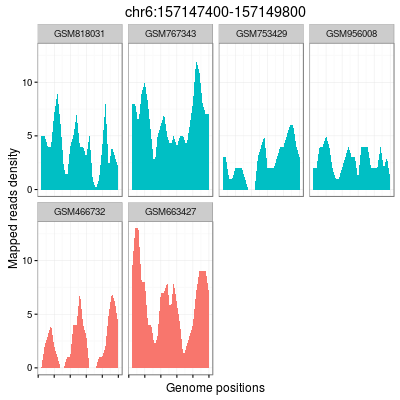 chr6:157147400-157149800
GSM818031 GSM767343 GSM753429 GSM956008
10
5
0
GSM466732 GSM663427
10
5
0
Mapped reads density
Genome positions